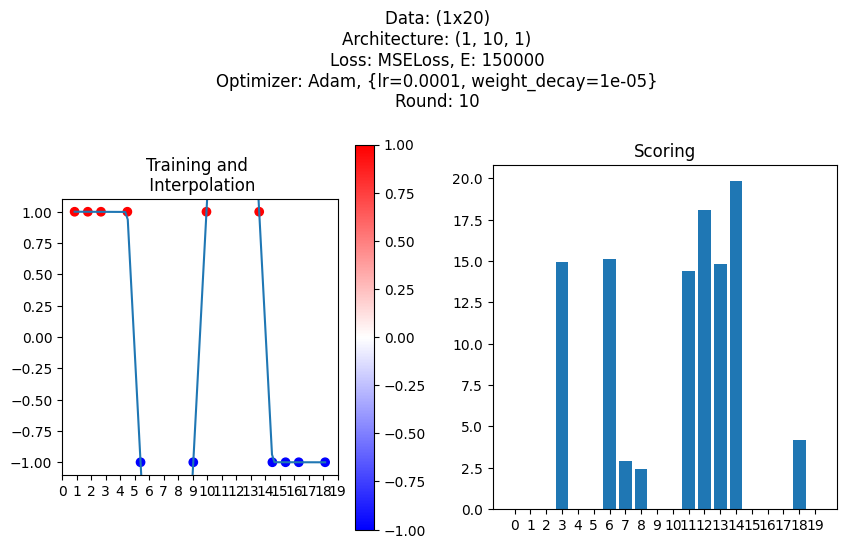 Data: (1x20)
Architecture: (1, 10, 1)
Loss: MSELoss, E: 150000
Optimizer: Adam, {lr=0.0001, weight_decay=1e-05}
Round: 10
Training and
Interpolation
1.00
0.75
0.50
0.25
0.00
−0.25
−0.50
−0.75
−1.00
0 1 2 3 4 5 6 7 8 9 10 11 12 13 14 15 16 17 18 19
1.00
0.75
0.50
0.25
0.00
−0.25
−0.50
−0.75
−1.00
Scoring
20.0
17.5
15.0
12.5
10.0
7.5
5.0
2.5
0.0
0 1 2 3 4 5 6 7 8 9 10 11 12 13 14 15 16 17 18 19